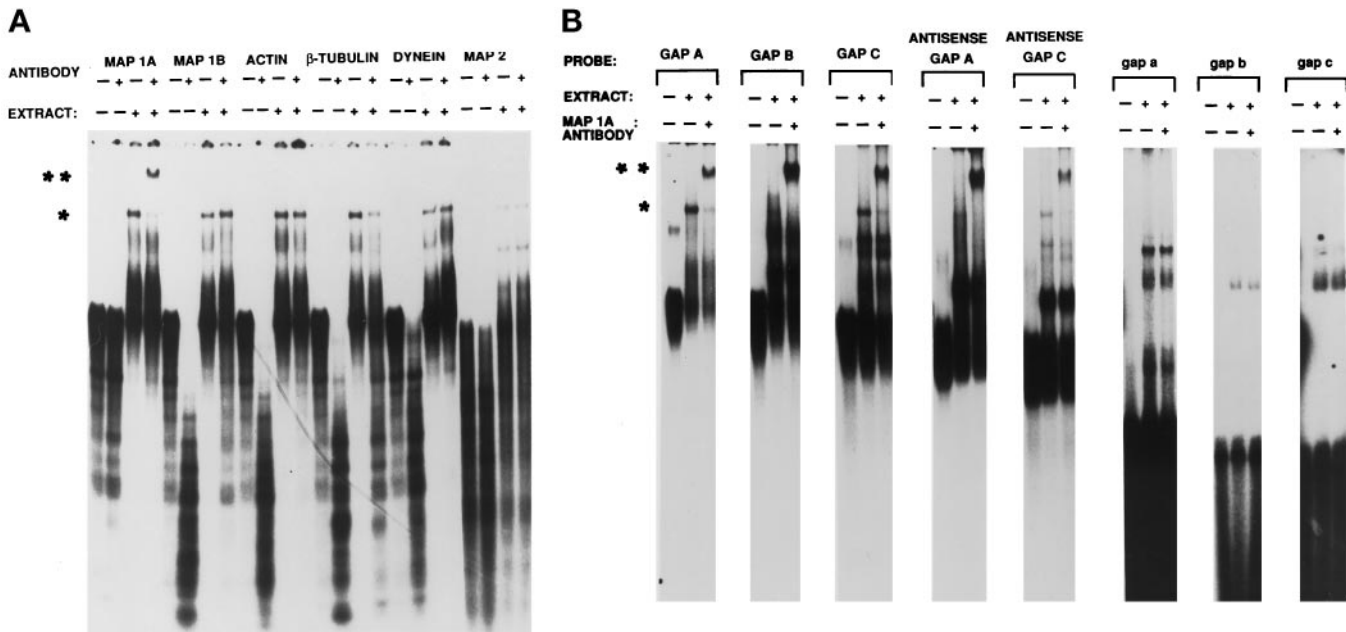 A
MAP 1A MAP 1B ACTIN β-TUBULIN DYNEIN MAP 2
ANTIBODY − + − + − + − + − + − + − + − + − + − + − + − +
EXTRACT: − − + + − − + + − − + + − − + + − − + + − − + +
* *
*
B
PROBE: GAP A GAP B GAP C ANTISENSE GAP A ANTISENSE GAP C gap a gap b gap c
EXTRACT: − + + − + + − + + − + + − + + − + + − + + − + +
MAP 1A : ANTIBODY − − + − − + − − + − − + − − + − − + − − + − − +
* *
*